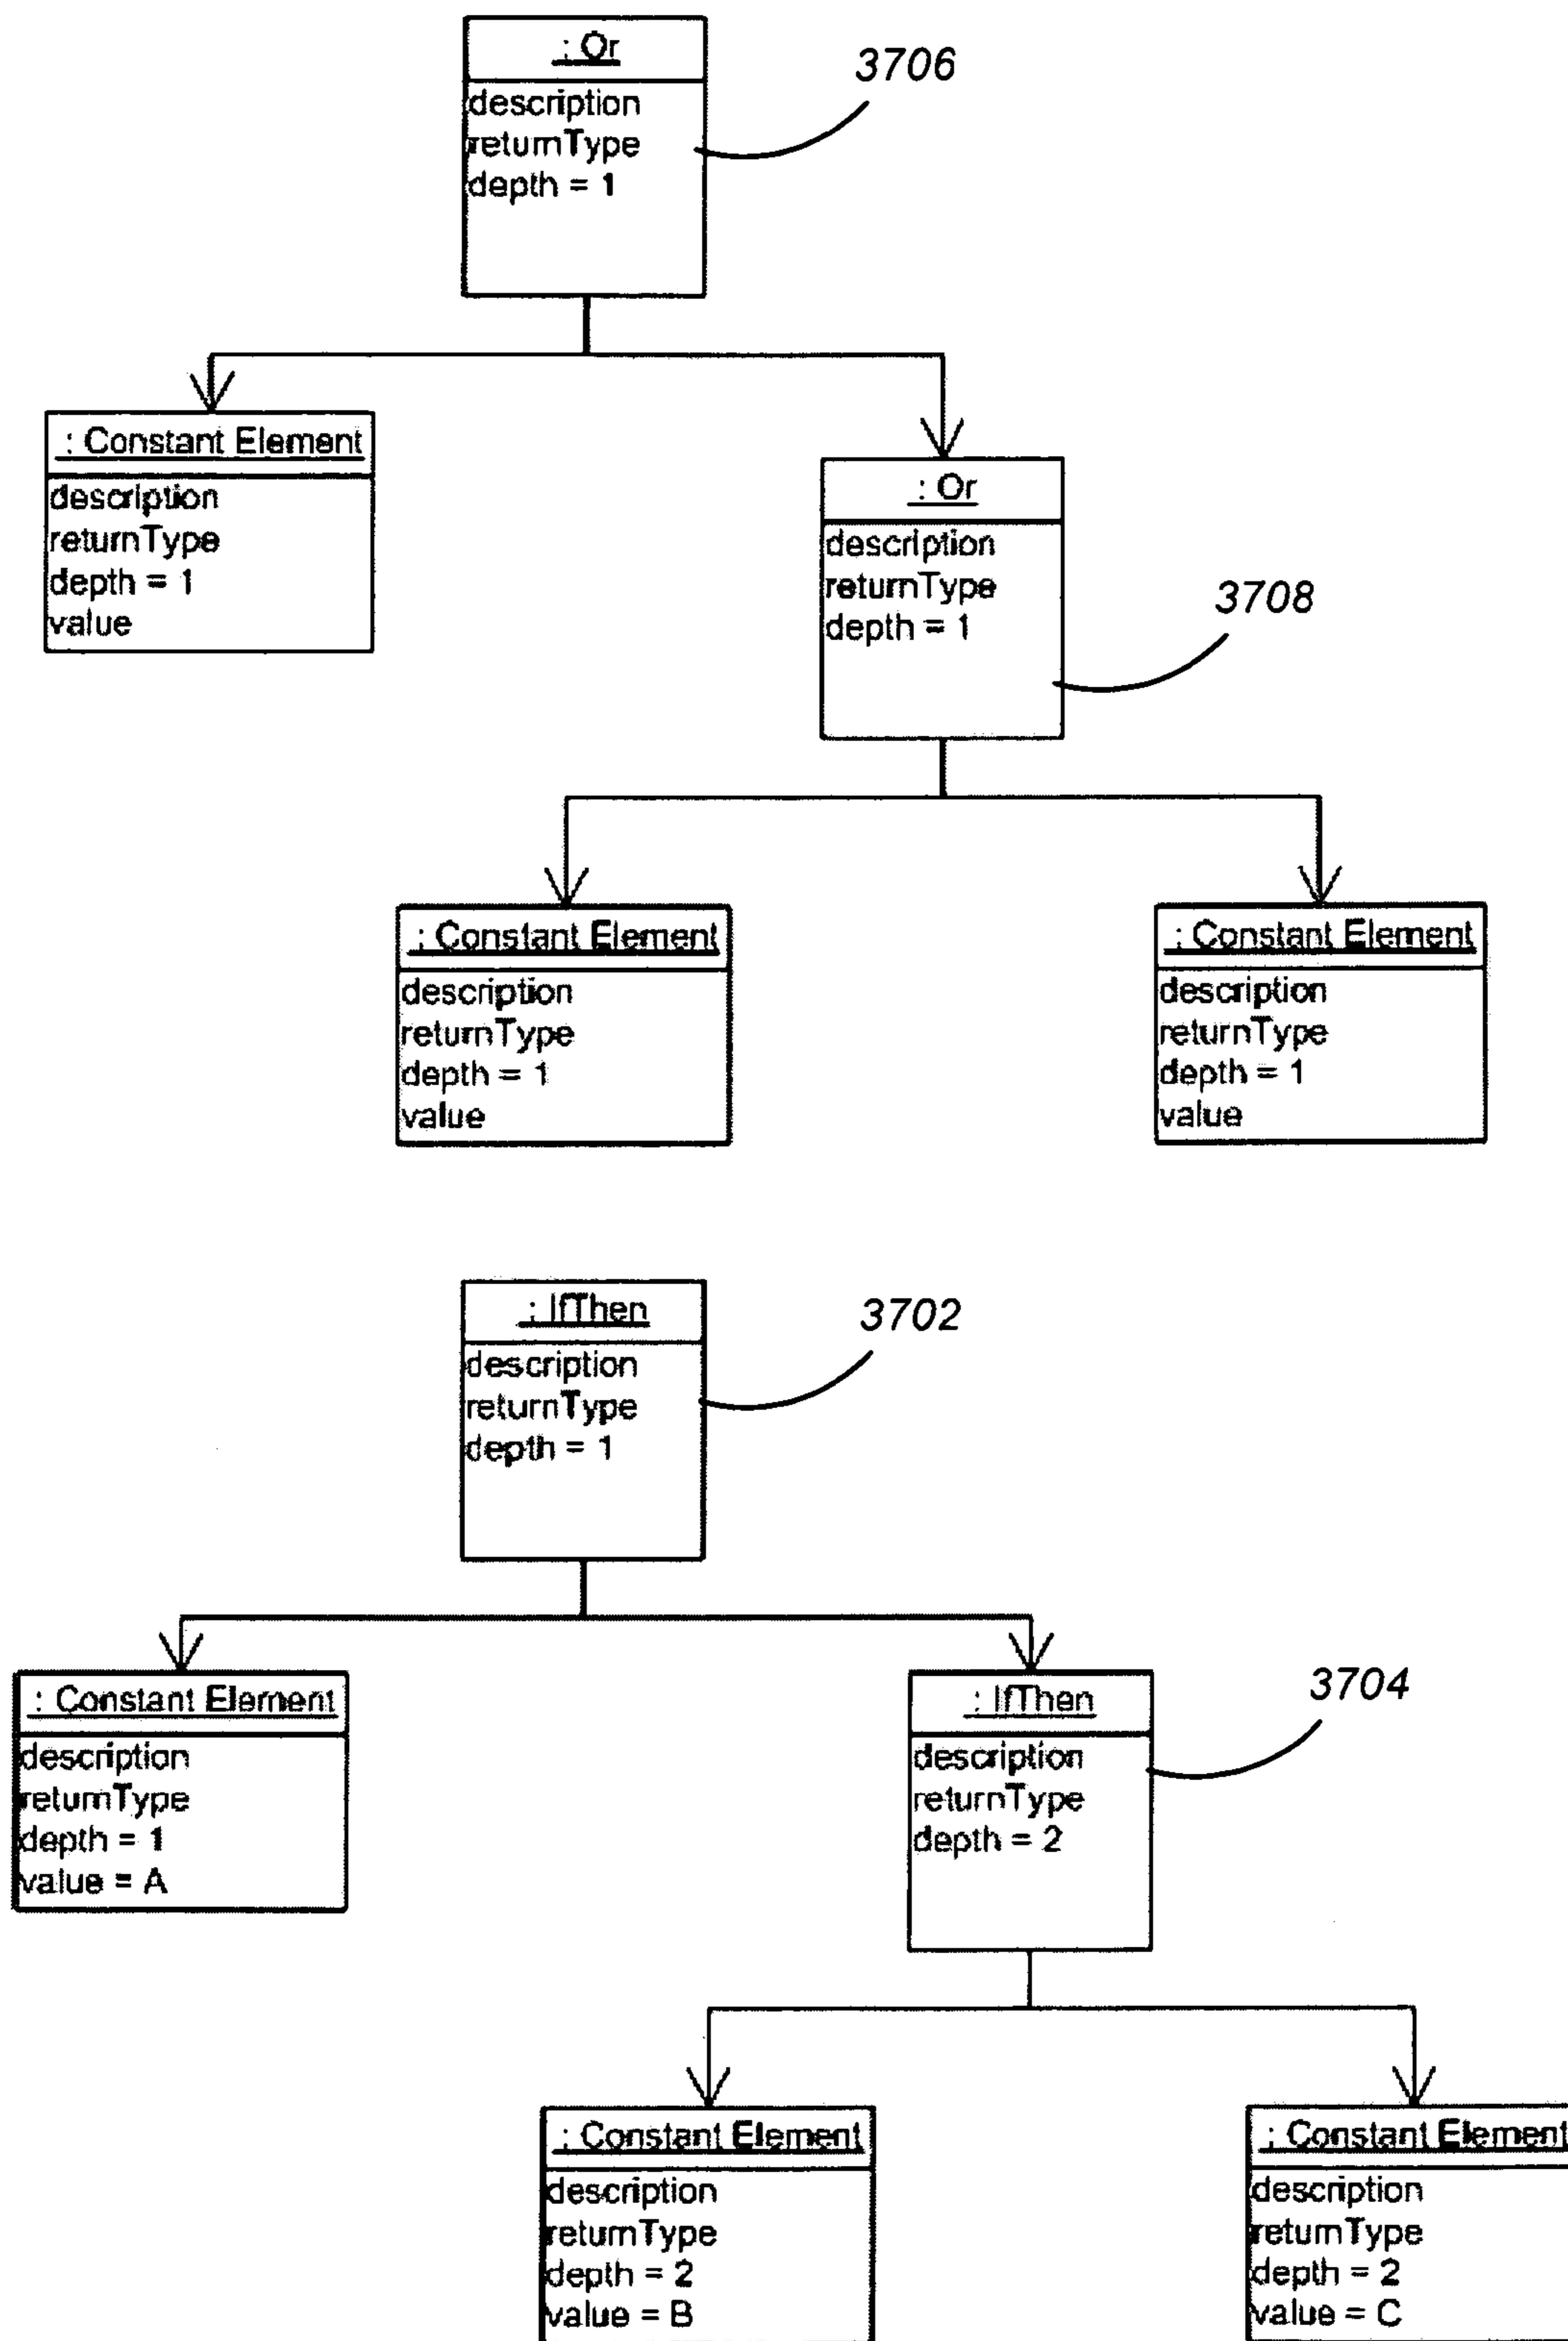 : Or
description
returnType
depth = 1
3706
: Constant Element
description
returnType
depth = 1
value
: Or
description
returnType
depth = 1
3708
: Constant Element
description
returnType
depth = 1
value
: Constant Element
description
returnType
depth = 1
value
: IfThen
description
returnType
depth = 1
3702
: Constant Element
description
returnType
depth = 1
value = A
: IfThen
description
returnType
depth = 2
3704
: Constant Element
description
returnType
depth = 2
value = B
: Constant Element
description
returnType
depth = 2
value = C